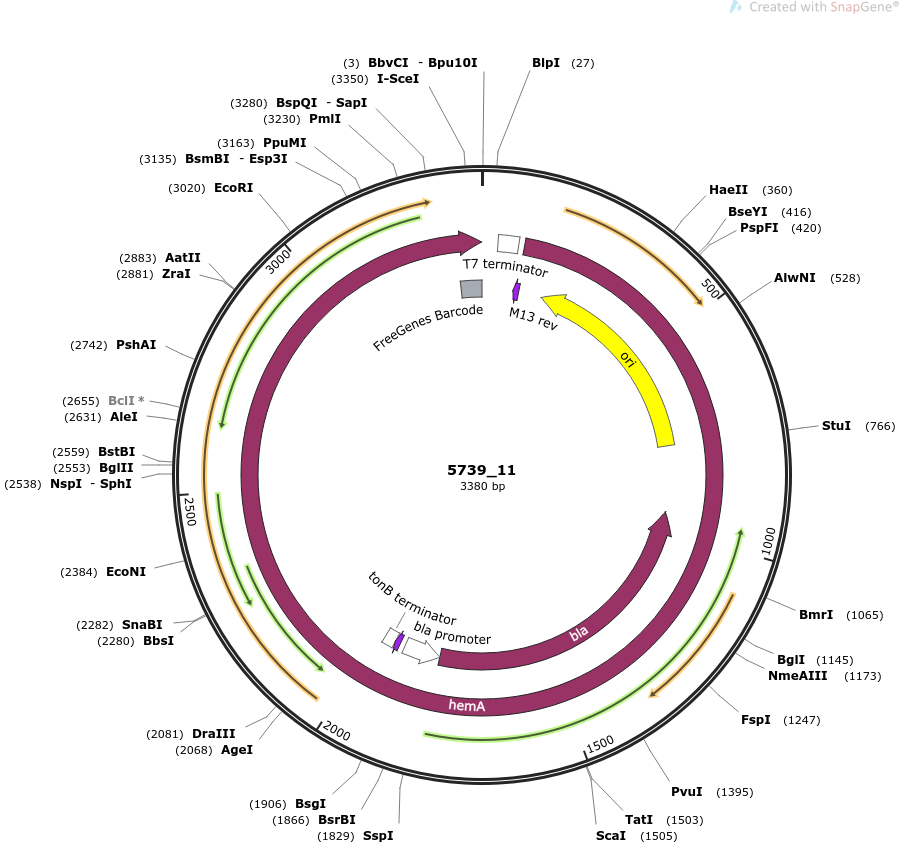 Created with SnapGene®
(3) BbvCI - Bpu10I
BlpI (27)
(3350) I-SceI
(3280) BspQI - SapI
(3230) PmlI
(3163) PpuMI
(3135) BsmBI - Esp3I
(3020) EcoRI
HaeII (360)
BseYI (416)
PspFI (420)
(2883) AatII
(2881) ZraI
AlwNI (528)
3000
500
T7 terminator
FreeGenes Barcode
M13 rev
ori
(2742) PshAI
(2655) BclI *
(2631) AleI
StuI (766)
(2559) BstBI
(2553) BglII
(2538) NspI - SphI
5739_11
3380 bp
2500
1000
(2384) EcoNI
tonB terminator
bla promoter
bla
(2282) SnaBI
(2280) BbsI
BmrI (1065)
BglI (1145)
NmeAIII (1173)
hemA
FspI (1247)
(2081) DraIII
(2068) AgeI
2000
1500
PvuI (1395)
(1906) BsgI
(1866) BsrBI
(1829) SspI
TatI (1503)
ScaI (1505)